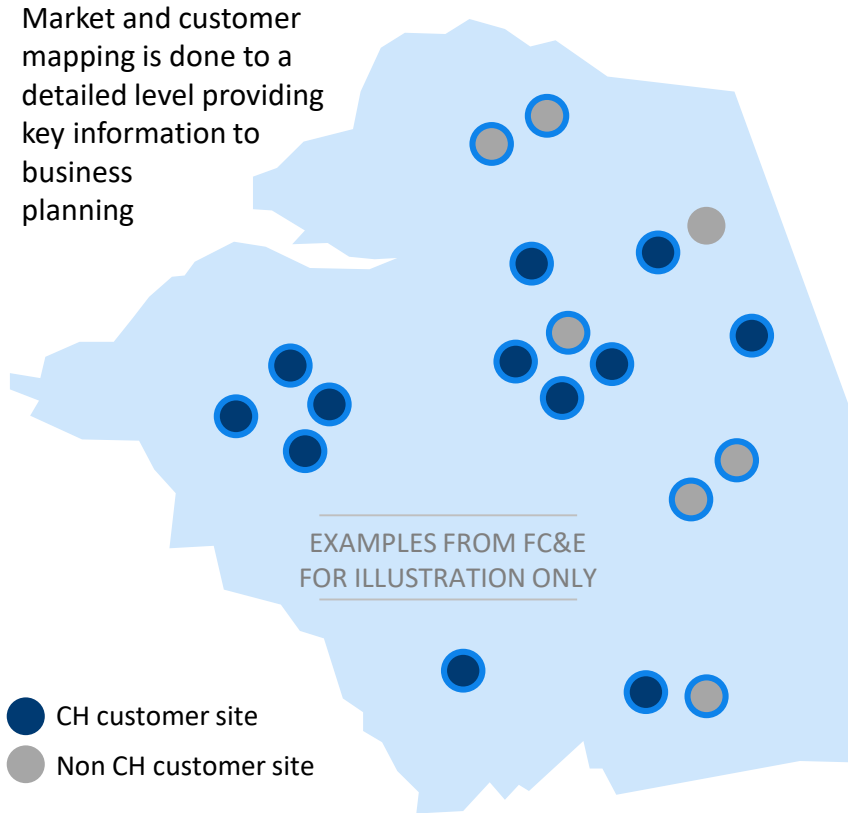 Market and customer
mapping is done to a
detailed level providing
key information to
business
planning
EXAMPLES FROM FC&E
FOR ILLUSTRATION ONLY
CH customer site
Non CH customer site